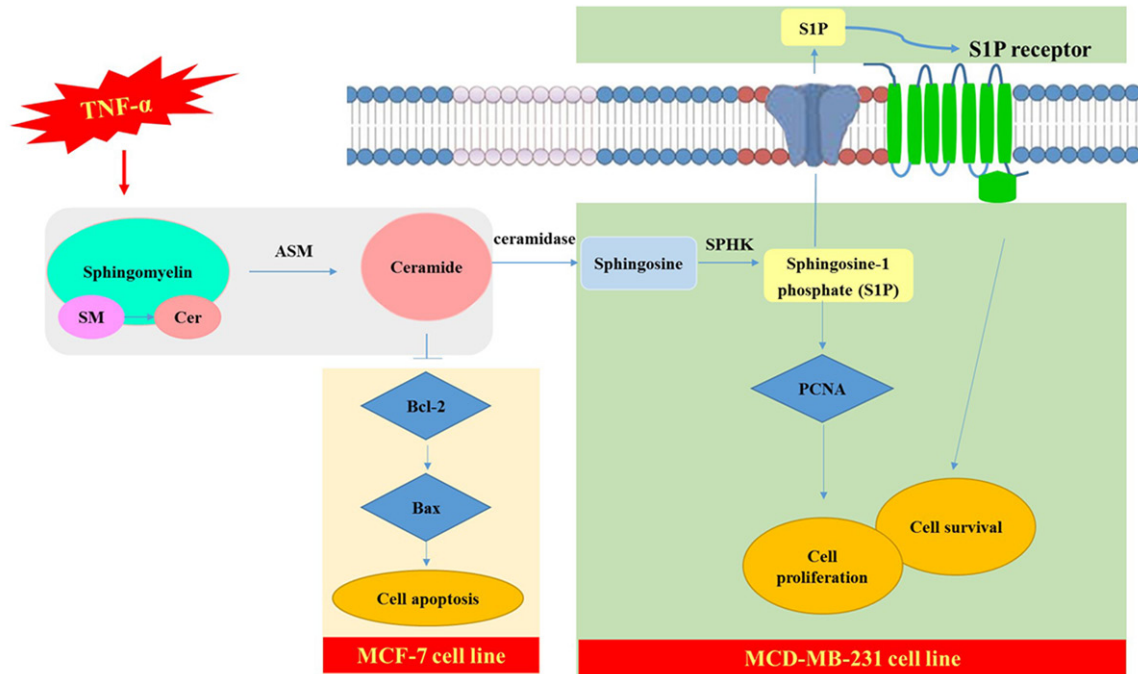 S1P
S1P receptor
TNF-α
Sphingomyelin
SM
Cer
ASM
Ceramide
ceramidase
Sphingosine
SPHK
Sphingosine-1
phosphate (S1P)
Bcl-2
Bax
Cell apoptosis
MCF-7 cell line
PCNA
Cell
proliferation
Cell survival
MCD-MB-231 cell line